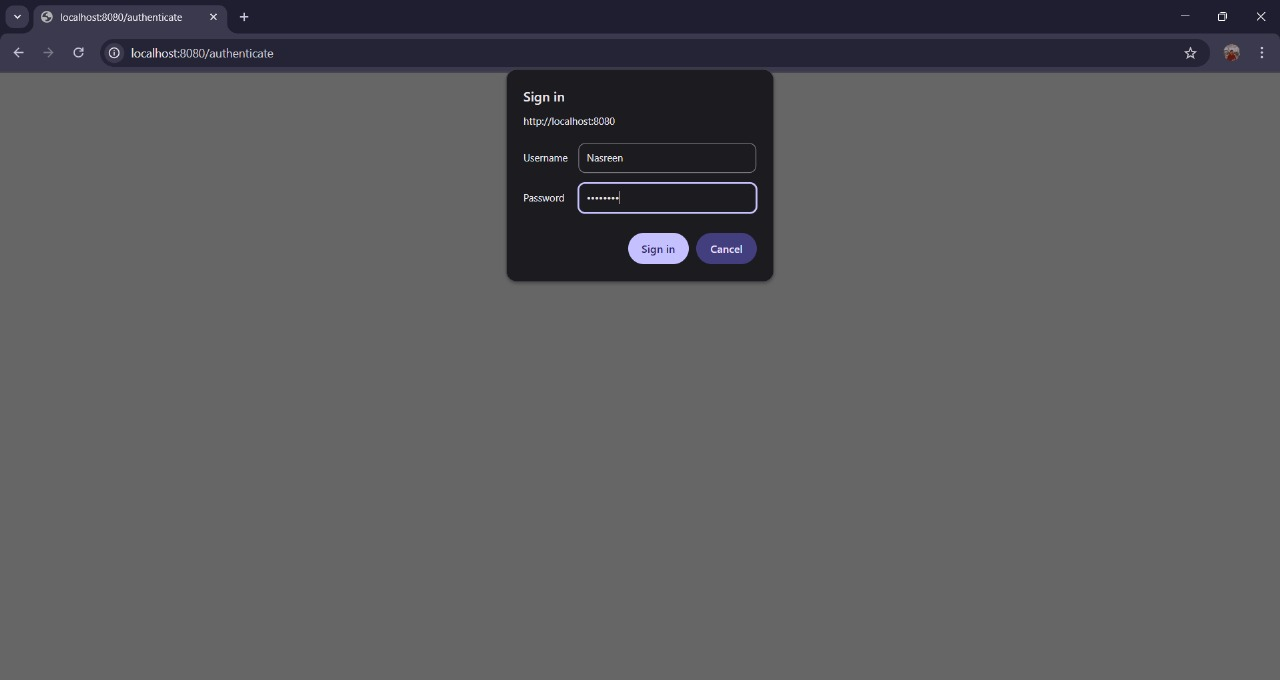 localhost:8080/authenticate
localhost:8080/authenticate
Sign in
http://localhost:8080
Username Nasreen
Password ••••••••
Sign in Cancel